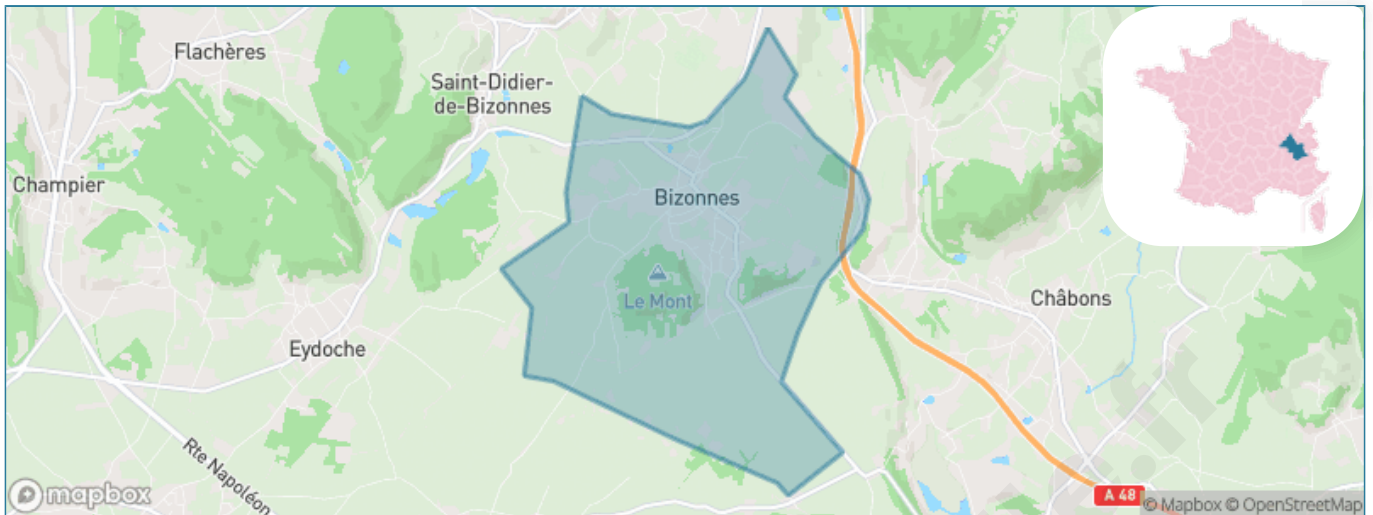 Flachères
Saint-Didier-
de-Bizonnes
Champier
Bizonnes
Le Mont
Châbons
Eydoche
Rte Napoléon
mapbox
A 48
© Mapbox © OpenStreetMap